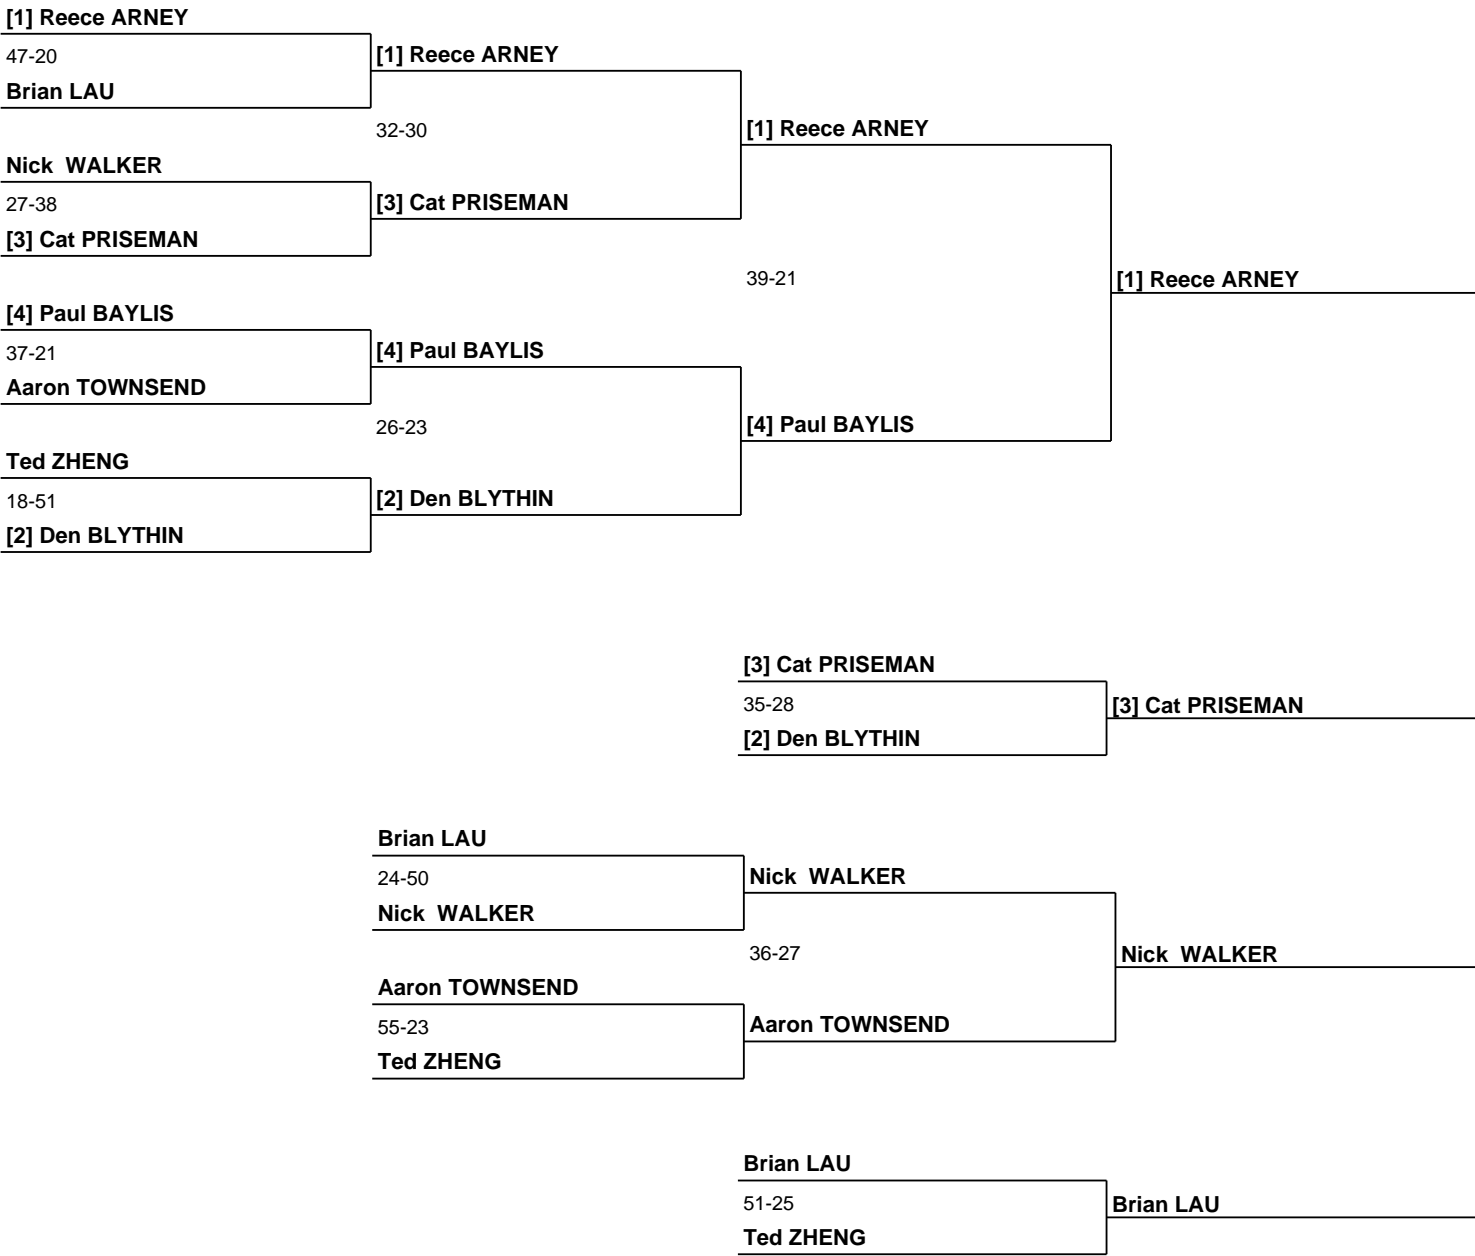 [1] Reece ARNEY
47-20
[1] Reece ARNEY
Brian LAU
32-30
[1] Reece ARNEY
Nick  WALKER
27-38
[3] Cat PRISEMAN
[3] Cat PRISEMAN
39-21
[1] Reece ARNEY
[4] Paul BAYLIS
37-21
[4] Paul BAYLIS
Aaron TOWNSEND
26-23
[4] Paul BAYLIS
Ted ZHENG
18-51
[2] Den BLYTHIN
[2] Den BLYTHIN
[3] Cat PRISEMAN
35-28
[3] Cat PRISEMAN
[2] Den BLYTHIN
Brian LAU
24-50
Nick  WALKER
Nick  WALKER
36-27
Nick  WALKER
Aaron TOWNSEND
55-23
Aaron TOWNSEND
Ted ZHENG
Brian LAU
51-25
Brian LAU
Ted ZHENG